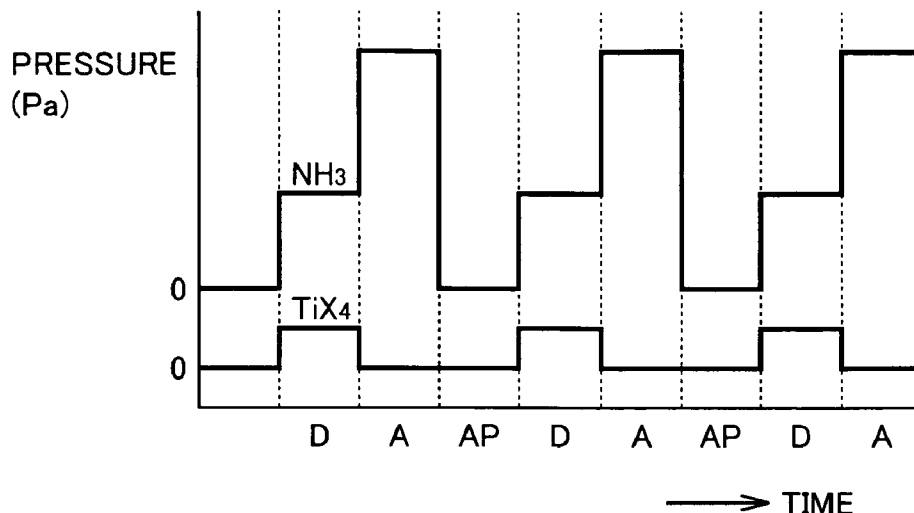 PRESSURE
(Pa)
NH3
0
TiX4
0
D A AP D A AP D A
TIME